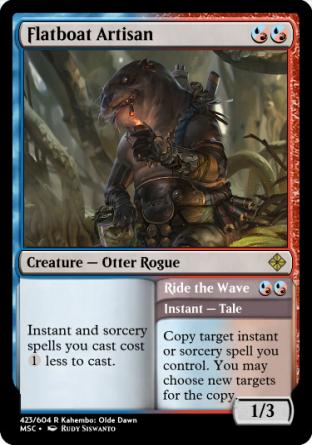 Flatboat Artisan
Creature — Otter Rogue
Instant and sorcery
spells you cast cost
1 less to cast.
Ride the Wave
Instant — Tale
Copy target instant
or sorcery spell you
control. You may
choose new targets
for the copy.
1/3
423/604 R Kahembo: Olde Dawn
MSC • Rudy Siswanto